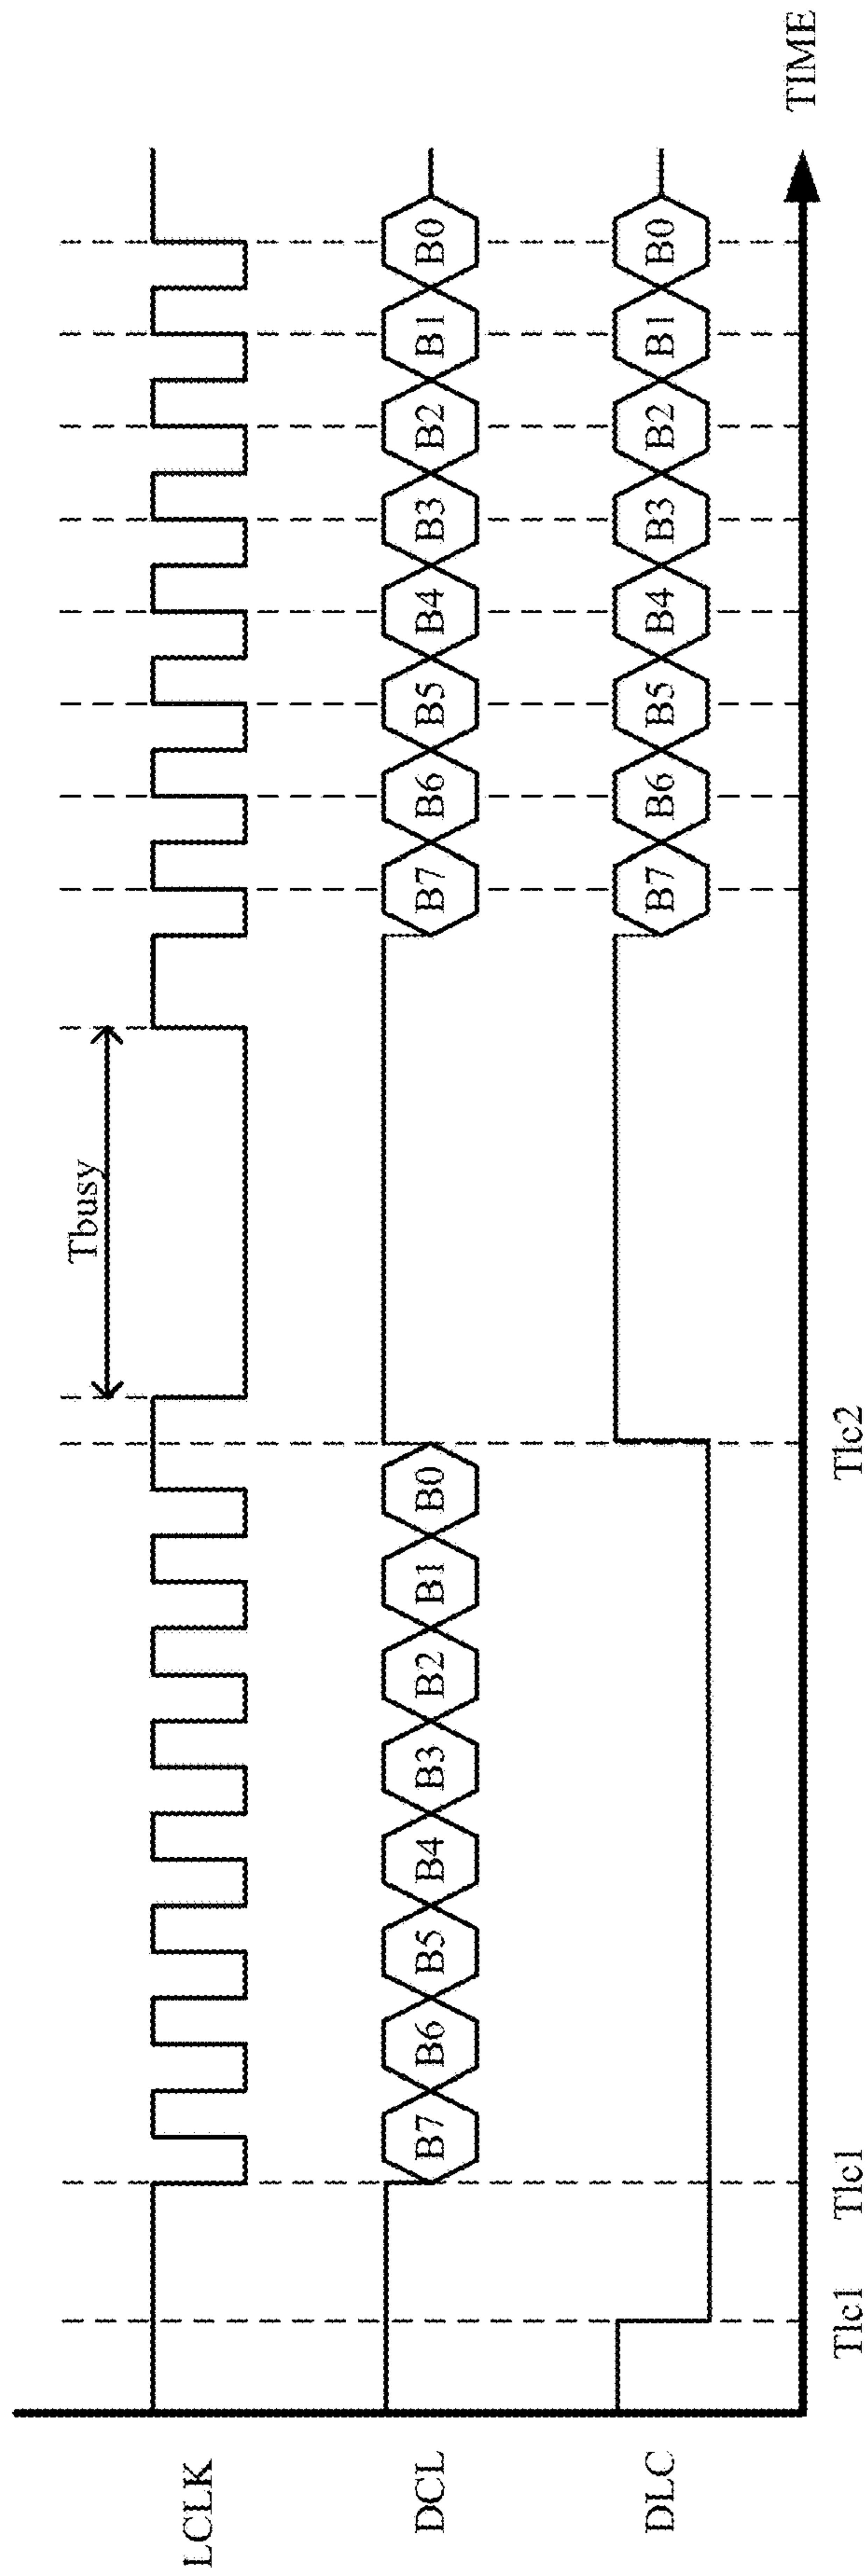 Tbusy
LCLK
DCL
B7 B6 B5 B4 B3 B2 B1 B0 B7 B6 B5 B4 B3 B2 B1 B0
DLC
B7 B6 B5 B4 B3 B2 B1 B0
TIME
Tlc1 Tlc1 Tlc2